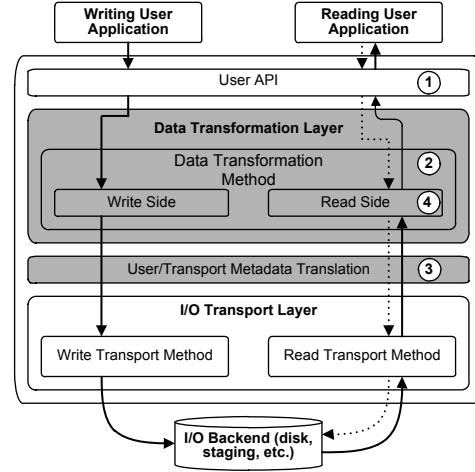 Writing User
Application
Reading User
Application
User API
1
Data Transformation Layer
Data Transformation
Method
2
Write Side
Read Side
4
User/Transport Metadata Translation
3
I/O Transport Layer
Write Transport Method
Read Transport Method
I/O Backend (disk,
staging, etc.)